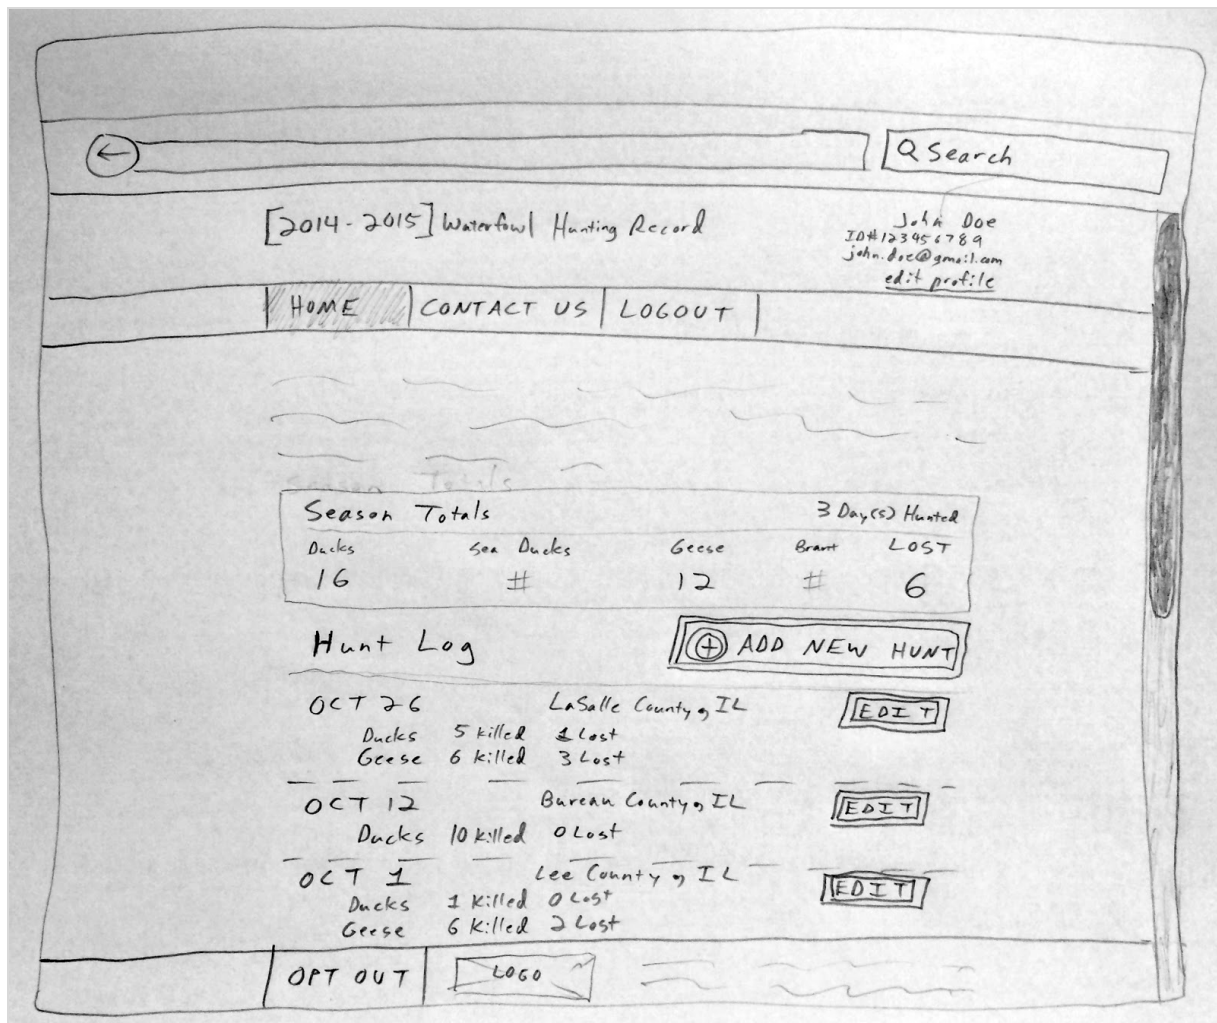 Search
[2014-2015] Waterfowl Hunting Record
John Doe
ID#123456789
john.doe@gmail.com
edit profile
HOME CONTACT US LOGOUT
Season Totals
Season Totals 3 Day(s) Hunted
Ducks Sea Ducks Geese Brant LOST
16 # 12 # 6
Hunt Log + ADD NEW HUNT
OCT 26 LaSalle County, IL EDIT
Ducks 5 killed 1 Lost
Geese 6 killed 3 Lost
OCT 12 Bureau County, IL EDIT
Ducks 10 killed 0 Lost
OCT 1 Lee County, IL EDIT
Ducks 1 killed 0 Lost
Geese 6 killed 2 Lost
OPT OUT LOGO